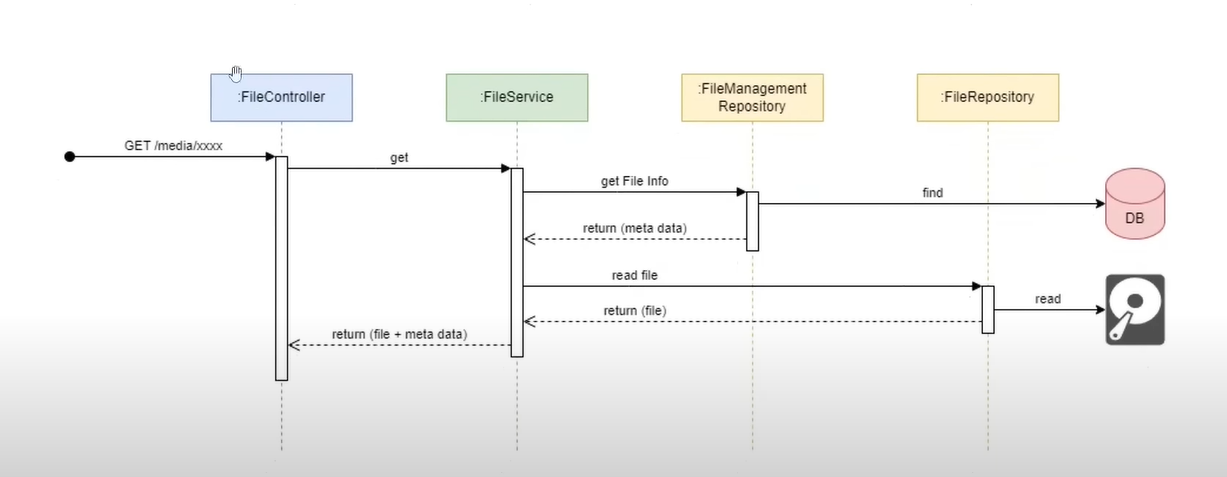 :FileController
:FileService
:FileManagement
Repository
:FileRepository
GET /media/xxxx
get
get File Info
find
DB
return (meta data)
read file
read
return (file)
return (file + meta data)